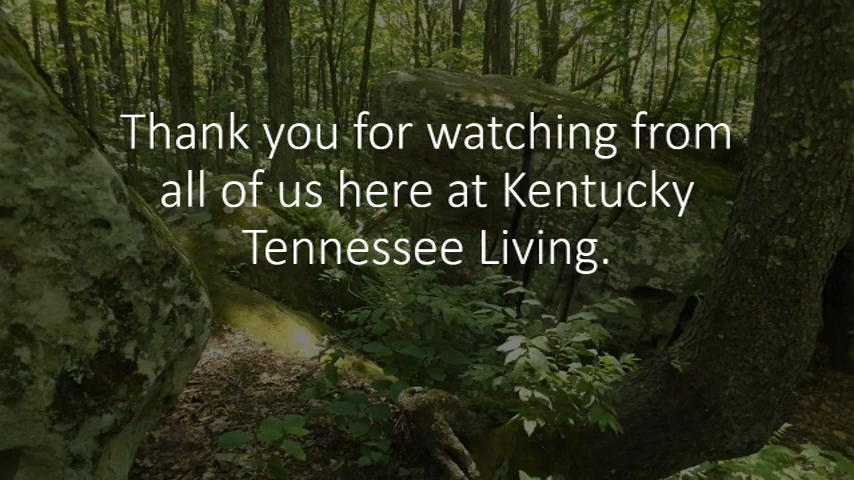 Thank you for watching from
all of us here at Kentucky
Tennessee Living.